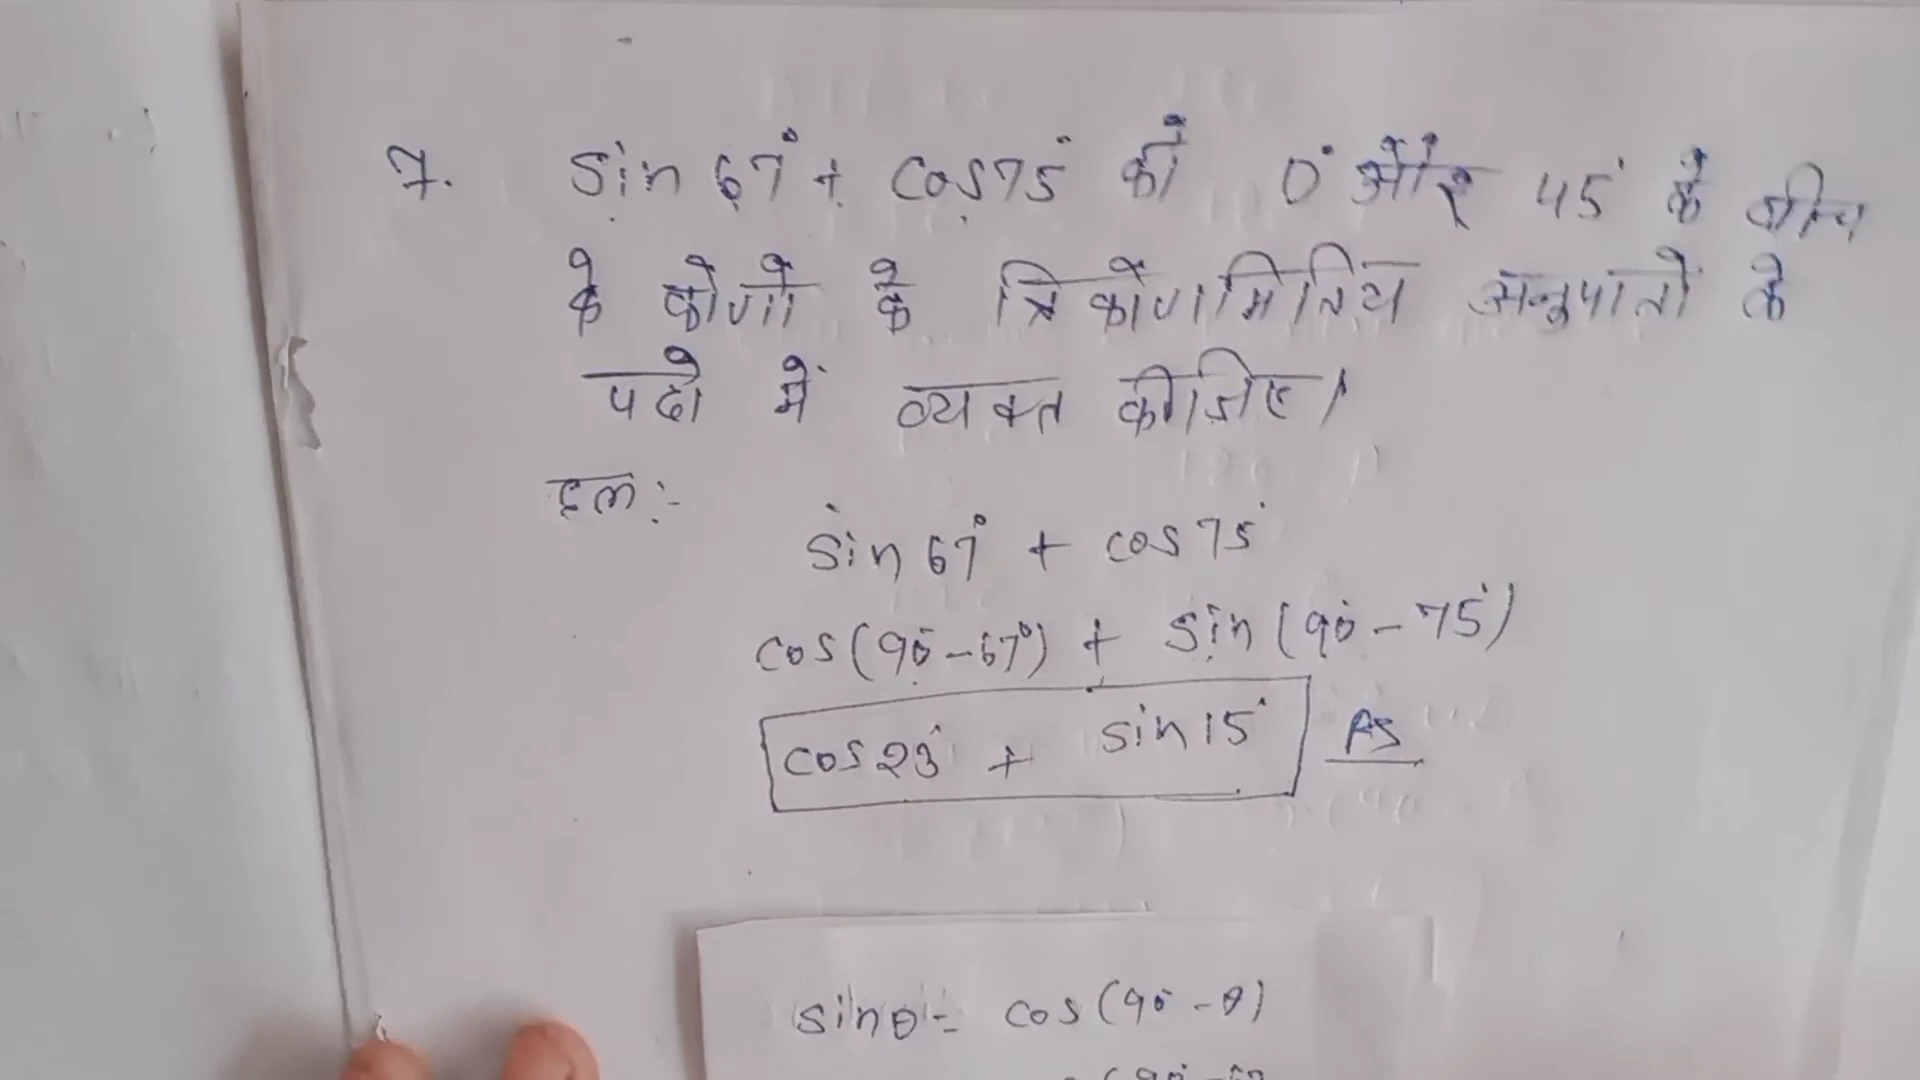 7. sin 67° + cos 75° को 0° और 45° के बीच
के कोणो के त्रिकोणमितिय अनुपातो के
पदो में व्यक्त कीजिए।
हल:-
sin 67° + cos 75°
cos(90° - 67°) + sin (90° - 75°)
cos 23° + sin 15° As
sin θ = cos (90° - θ)